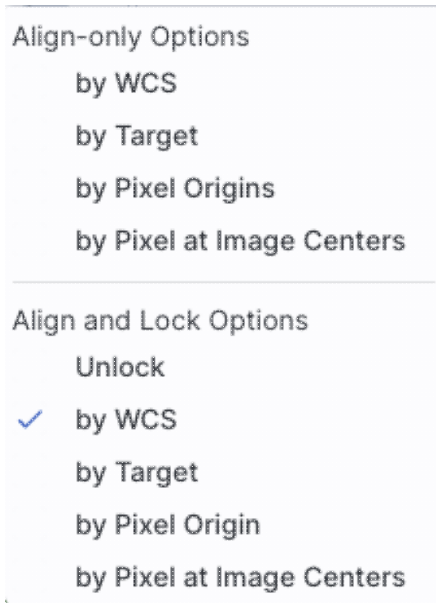 Align-only Options
by WCS
by Target
by Pixel Origins
by Pixel at Image Centers
Align and Lock Options
Unlock
by WCS
by Target
by Pixel Origin
by Pixel at Image Centers